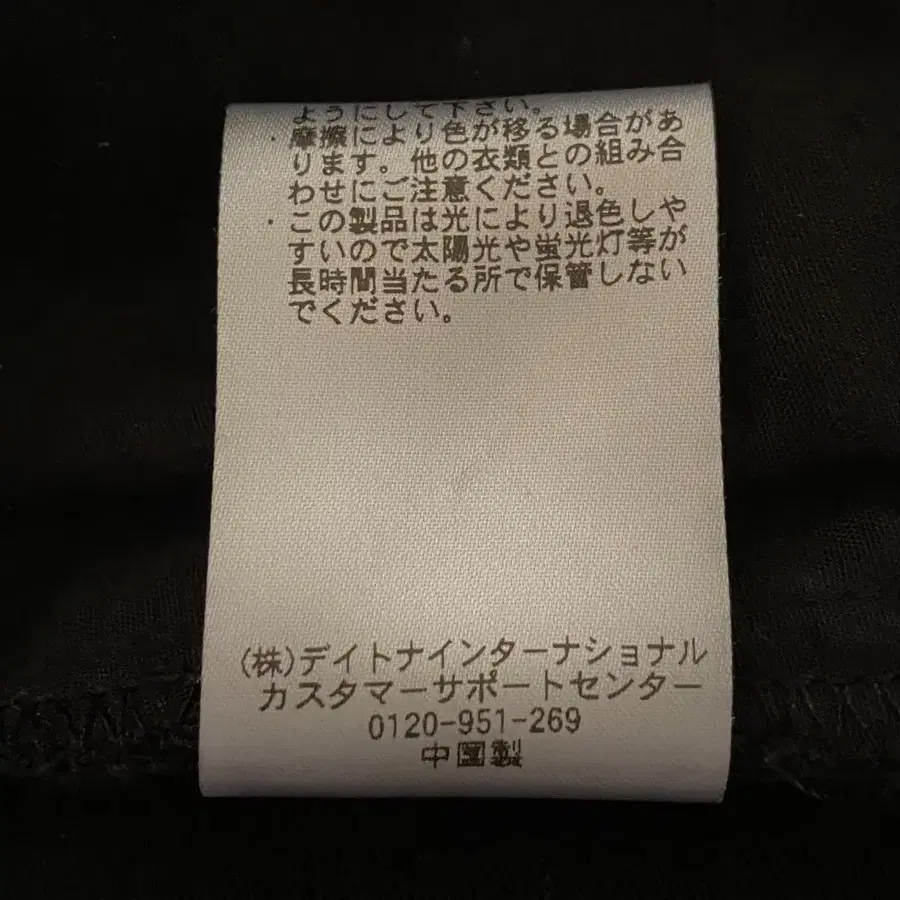 ようにして下さい。
・摩擦により色が移る場合があ
ります。他の衣類との組み合
わせにご注意ください。
・この製品は光により退色しや
すいので太陽光や蛍光灯等が
長時間当たる所で保管しない
でください。
(株)デイトナインターナショナル
カスタマーサポートセンター
0120-951-269
中国製